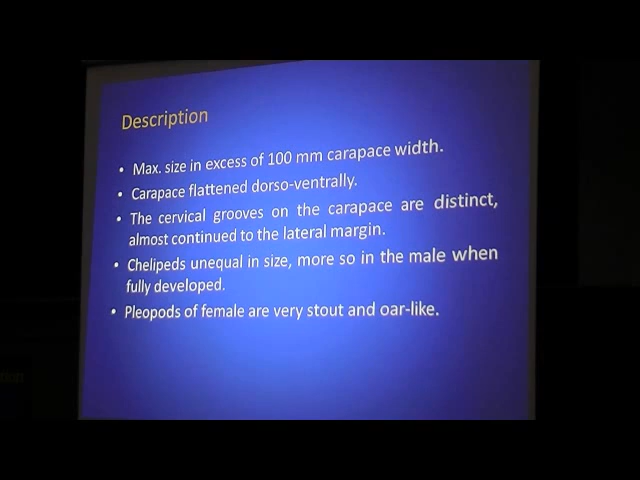 Description
• Max. size in excess of 100 mm carapace width.
• Carapace flattened dorso-ventrally.
• The cervical grooves on the carapace are distinct,
almost continued to the lateral margin.
• Chelipeds unequal in size, more so in the male when
fully developed.
• Pleopods of female are very stout and oar-like.